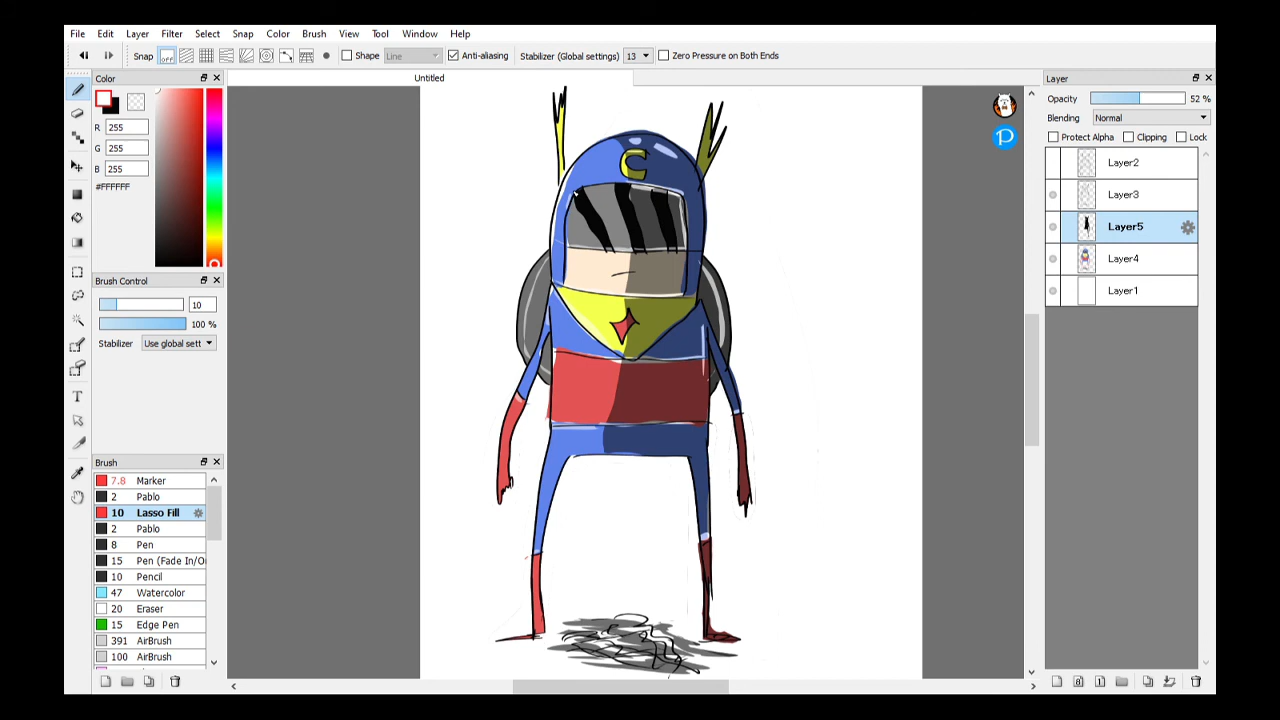 File Edit Layer Filter Select Snap Color Brush View Tool Window Help
Snap OFF Shape Line Anti-aliasing Stabilizer (Global settings) 13 Zero Pressure on Both Ends
Color
Untitled
Layer
R 255
G 255
B 255
#FFFFFF
Opacity 52 %
Blending Normal
Protect Alpha Clipping Lock
Layer2
Layer3
Layer5
Layer4
Layer1
C
Brush Control
10
100 %
Stabilizer Use global sett
Brush
7.8 Marker
2 Pablo
10 Lasso Fill
2 Pablo
8 Pen
15 Pen (Fade In/O
10 Pencil
47 Watercolor
20 Eraser
15 Edge Pen
391 AirBrush
100 AirBrush